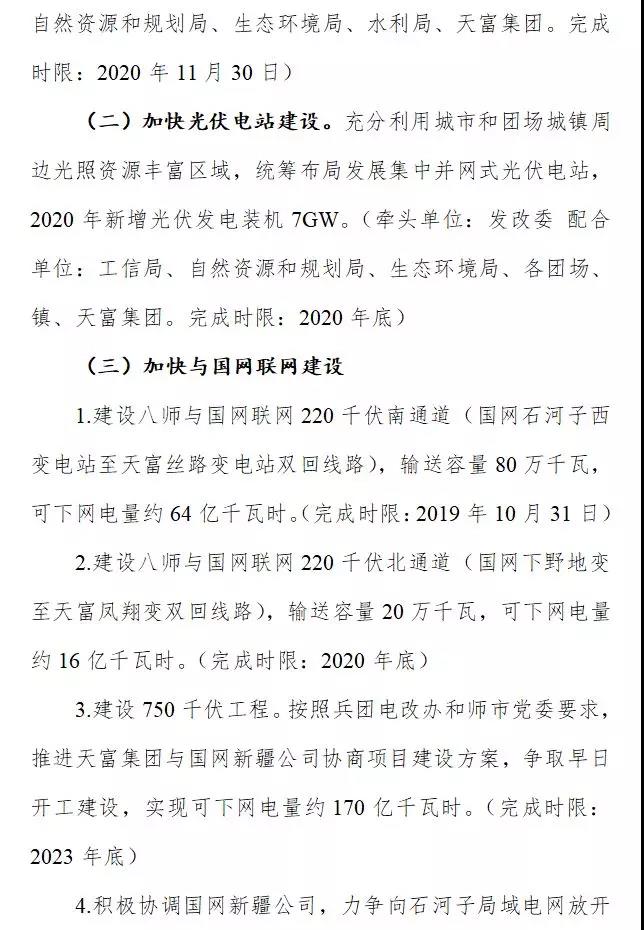 自然资源和规划局、生态环境局、水利局、天富集团。完成
时限：2020 年 11 月 30 日）
（二）加快光伏电站建设。充分利用城市和团场城镇周
边光照资源丰富区域，统筹布局发展集中并网式光伏电站，
2020 年新增光伏发电装机 7GW。（牵头单位：发改委 配合
单位：工信局、自然资源和规划局、生态环境局、各团场、
镇、天富集团。完成时限：2020 年底）
（三）加快与国网联网建设
1.建设八师与国网联网 220 千伏南通道（国网石河子西
变电站至天富丝路变电站双回线路），输送容量 80 万千瓦，
可下网电量约 64 亿千瓦时。（完成时限：2019 年 10 月 31 日）
2.建设八师与国网联网 220 千伏北通道（国网下野地变
至天富凤翔变双回线路），输送容量 20 万千瓦，可下网电量
约 16 亿千瓦时。（完成时限：2020 年底）
3.建设 750 千伏工程。按照兵团电改办和师市党委要求，
推进天富集团与国网新疆公司协商项目建设方案，争取早日
开工建设，实现可下网电量约 170 亿千瓦时。（完成时限：
2023 年底）
4.积极协调国网新疆公司，力争向石河子局域电网放开